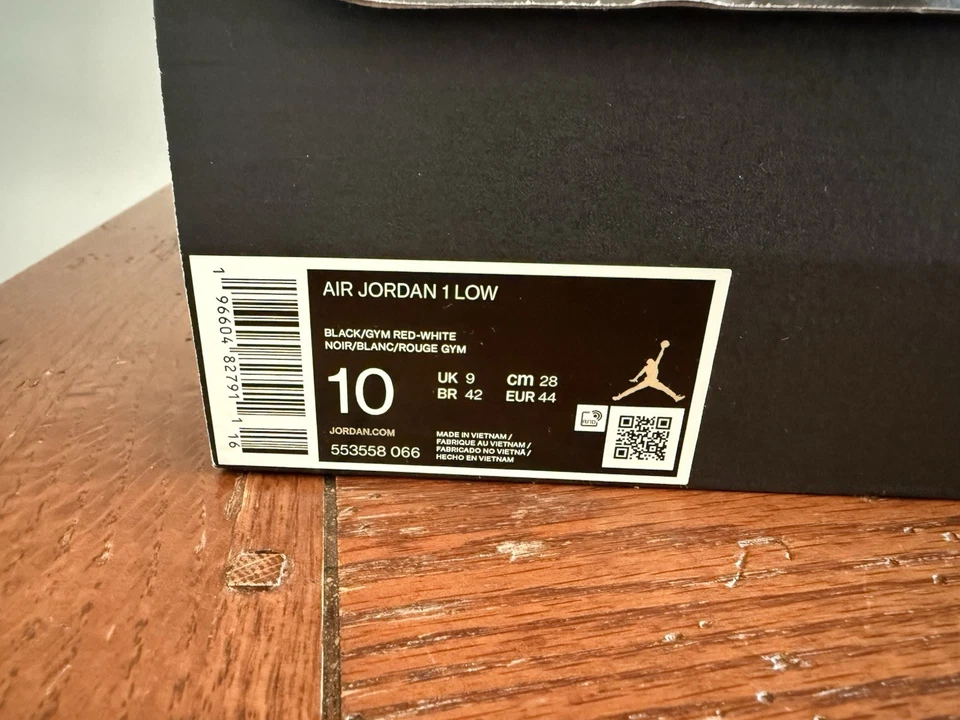 AIR JORDAN 1 LOW
BLACK/GYM RED-WHITE
NOIR/BLANC/ROUGE GYM
10
UK 9 cm 28
BR 42 EUR 44
JORDAN.COM
553558 066
MADE IN VIETNAM /
FABRIQUE AU VIETNAM /
FABRICADO NO VIETNÃ /
HECHO EN VIETNAM
RFID
1 96604 82791 1 16